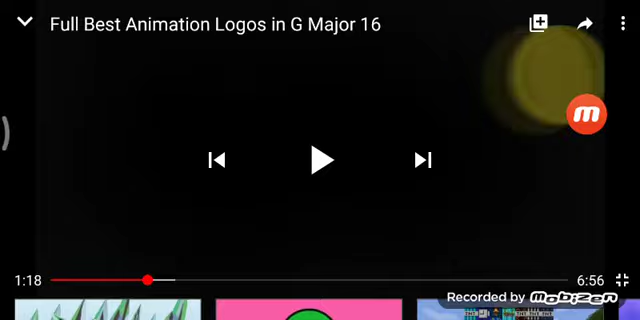 Full Best Animation Logos in G Major 16
m
1:18
6:56
Recorded by mobizen